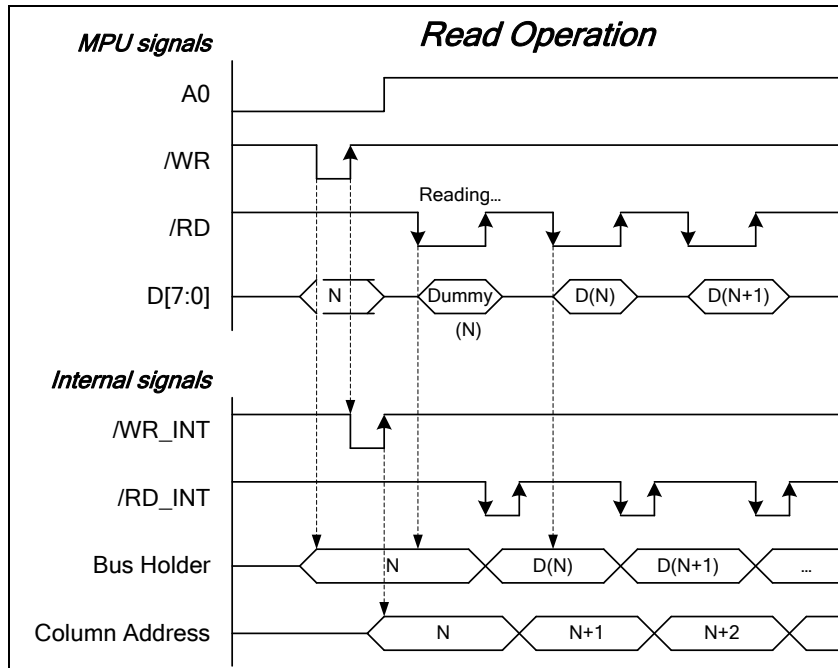 MPU signals Read Operation
A0
/WR
Reading...
/RD
D[7:0] N Dummy D(N) D(N+1)
(N)
Internal signals
/WR_INT
/RD_INT
Bus Holder N D(N) D(N+1) ...
Column Address N N+1 N+2